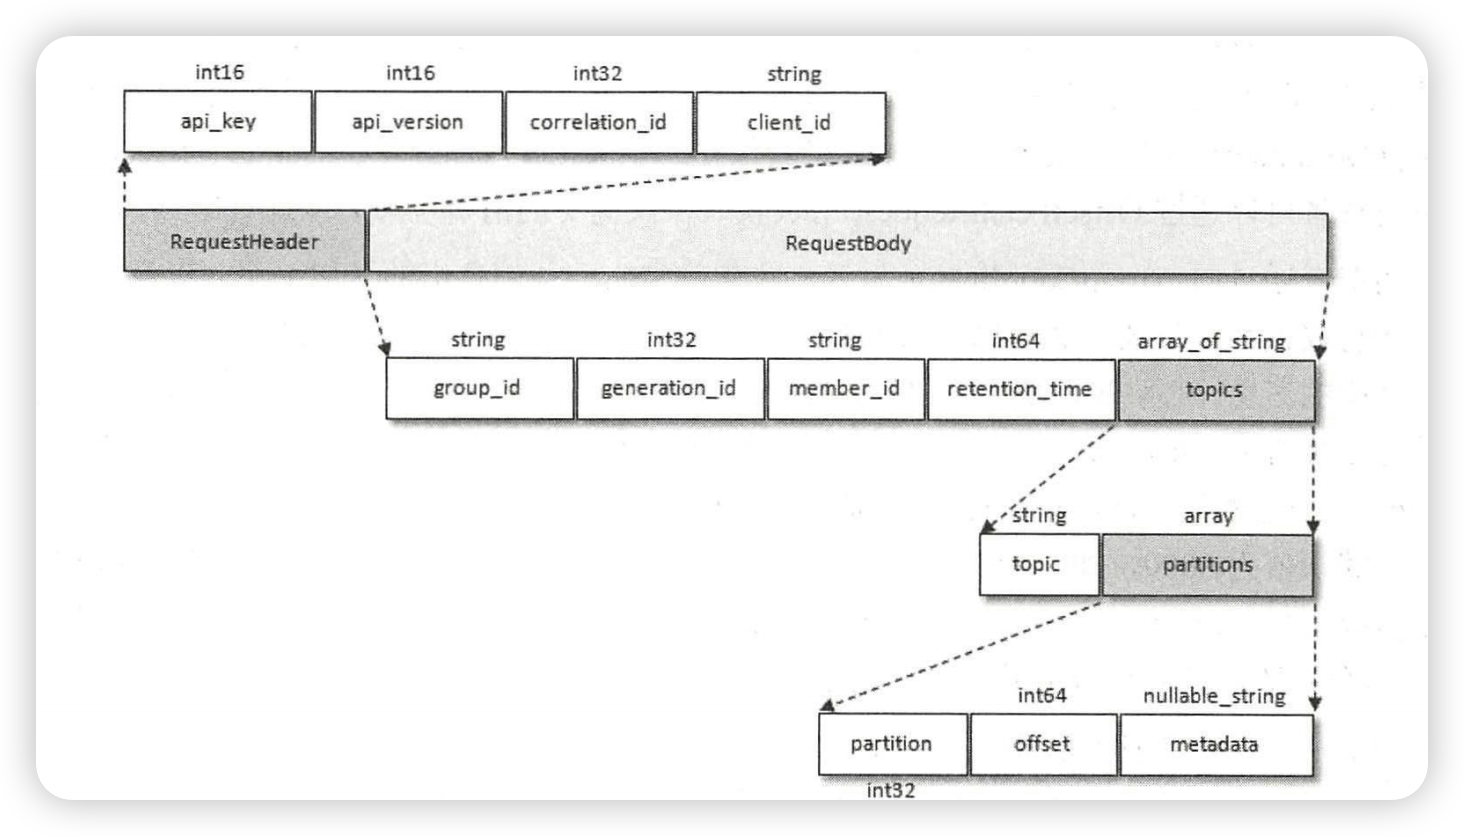 int16 int16 int32 string
api_key api_version correlation_id client_id
RequestHeader RequestBody
string int32 string int64 array_of_string
group_id generation_id member_id retention_time topics
string array
topic partitions
int64 nullable_string
partition offset metadata
int32